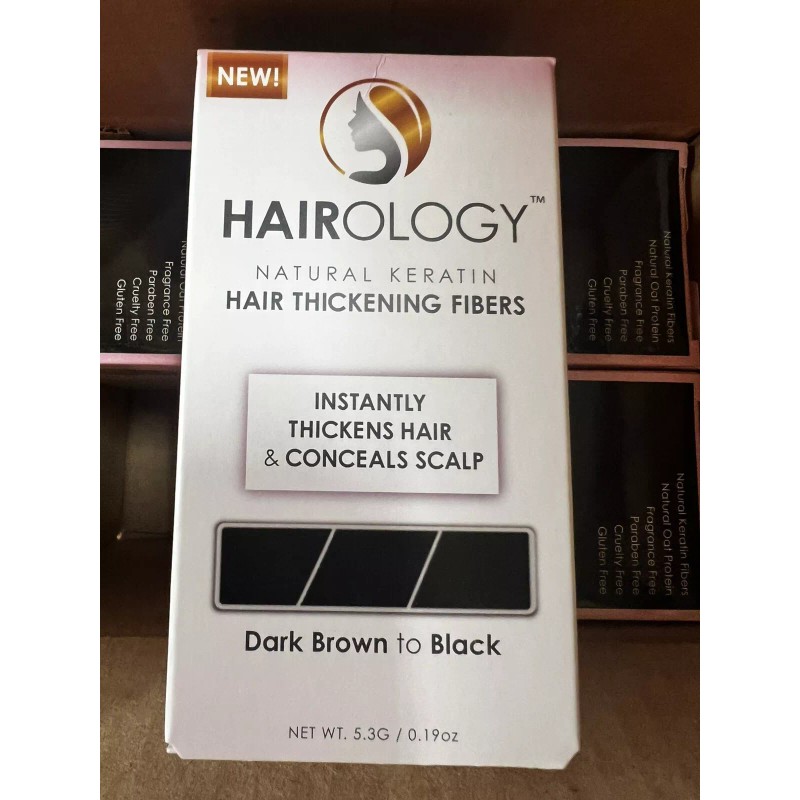 NEW!
HAIROLOGY™
NATURAL KERATIN
HAIR THICKENING FIBERS
INSTANTLY
THICKENS HAIR
& CONCEALS SCALP
Dark Brown to Black
NET WT. 5.3G / 0.19oz
Natural Oat Protein
Fragrance Free
Paraben Free
Cruelty Free
Gluten Free
Natural Keratin Fibers
Natural Oat Protein
Fragrance Free
Paraben Free
Cruelty Free
Gluten Free
Natural Keratin Fibers
Natural Oat Protein
Fragrance Free
Paraben Free
Cruelty Free
Gluten Free